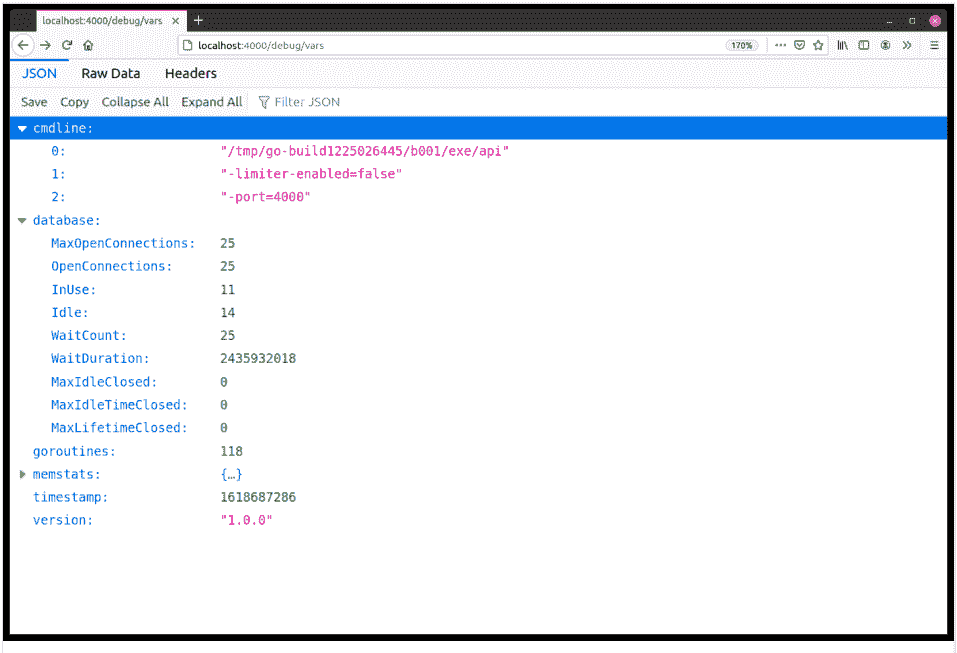 localhost:4000/debug/vars
localhost:4000/debug/vars 170%
JSON Raw Data Headers
Save Copy Collapse All Expand All Filter JSON
cmdline:
0: "/tmp/go-build1225026445/b001/exe/api"
1: "-limiter-enabled=false"
2: "-port=4000"
database:
MaxOpenConnections: 25
OpenConnections: 25
InUse: 11
Idle: 14
WaitCount: 25
WaitDuration: 2435932018
MaxIdleClosed: 0
MaxIdleTimeClosed: 0
MaxLifetimeClosed: 0
goroutines: 118
memstats: {…}
timestamp: 1618687286
version: "1.0.0"